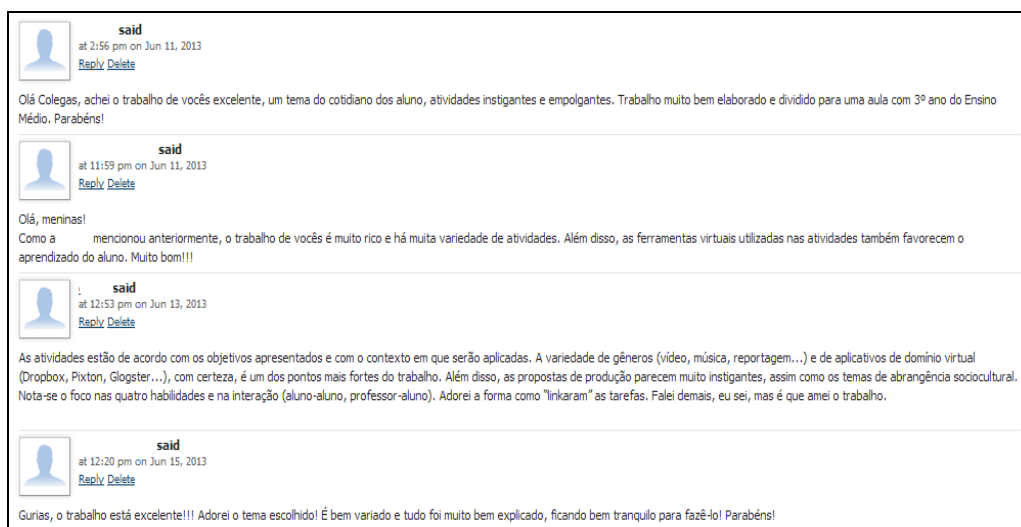 said
at 2:56 pm on Jun 11, 2013
Reply Delete
Olá Colegas, achei o trabalho de vocês excelente, um tema do cotidiano dos aluno, atividades instigantes e empolgantes. Trabalho muito bem elaborado e dividido para uma aula com 3º ano do Ensino
Médio. Parabéns!
said
at 11:59 pm on Jun 11, 2013
Reply Delete
Olá, meninas!
Como a mencionou anteriormente, o trabalho de vocês é muito rico e há muita variedade de atividades. Além disso, as ferramentas virtuais utilizadas nas atividades também favorecem o
aprendizado do aluno. Muito bom!!!
said
at 12:53 pm on Jun 13, 2013
Reply Delete
As atividades estão de acordo com os objetivos apresentados e com o contexto em que serão aplicadas. A variedade de gêneros (vídeo, música, reportagem...) e de aplicativos de domínio virtual
(Dropbox, Pixton, Glogster...), com certeza, é um dos pontos mais fortes do trabalho. Além disso, as propostas de produção parecem muito instigantes, assim como os temas de abrangência sociocultural.
Nota-se o foco nas quatro habilidades e na interação (aluno-aluno, professor-aluno). Adorei a forma como "linkaram" as tarefas. Falei demais, eu sei, mas é que amei o trabalho.
said
at 12:20 pm on Jun 15, 2013
Reply Delete
Gurias, o trabalho está excelente!!! Adorei o tema escolhido! É bem variado e tudo foi muito bem explicado, ficando bem tranquilo para fazê-lo! Parabéns!